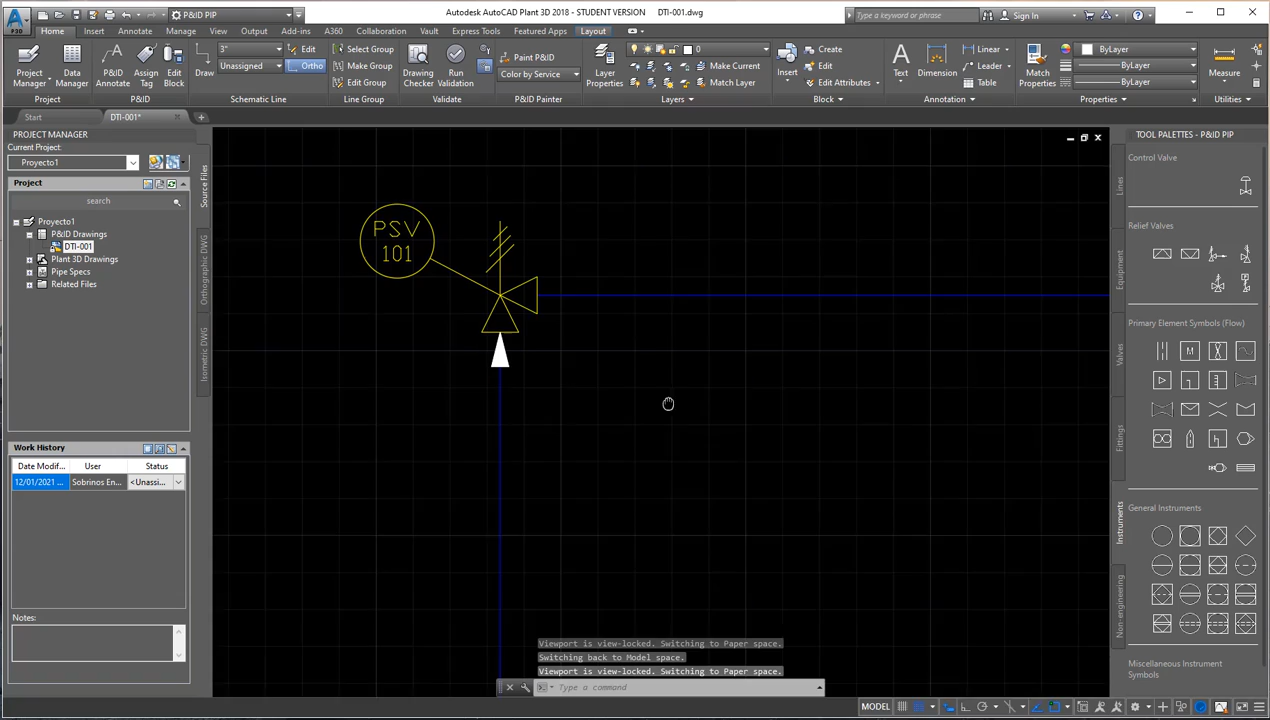 P&ID PIP
Autodesk AutoCAD Plant 3D 2018 - STUDENT VERSION DTI-001.dwg
Type a keyword or phrase
Sign In
P3D
Home Insert Annotate Manage View Output Add-ins A360 Collaboration Vault Express Tools Featured Apps Layout
Project Manager
Data Manager
Project
P&ID Annotate
Assign Tag
Edit Block
P&ID
Draw
3"
Unassigned
Edit
Ortho
Schematic Line
Select Group
Make Group
Edit Group
Line Group
Drawing Checker
Run Validation
Validate
Paint P&ID
Color by Service
P&ID Painter
Layer Properties
0
Make Current
Match Layer
Layers
Insert
Create
Edit
Edit Attributes
Block
Text
Dimension
Linear
Leader
Table
Annotation
Match Properties
ByLayer
ByLayer
ByLayer
Properties
Measure
Utilities
Start
DTI-001*
PROJECT MANAGER
Current Project:
Proyecto1
Project
search
Proyecto1
P&ID Drawings
DTI-001
Plant 3D Drawings
Pipe Specs
Related Files
Source Files
Orthographic DWG
Isometric DWG
Work History
Date Modif... User Status
12/01/2021 ... Sobrinos En... <Unassi...
Notes:
PSV
101
M
Viewport is view-locked. Switching to Paper space.
Switching back to Model space.
Viewport is view-locked. Switching to Paper space.
Type a command
TOOL PALETTES - P&ID PIP
Lines
Equipment
Valves
Fittings
Instruments
Non-engineering
Control Valve
Relief Valves
Primary Element Symbols (Flow)
General Instruments
Miscellaneous Instrument Symbols
MODEL